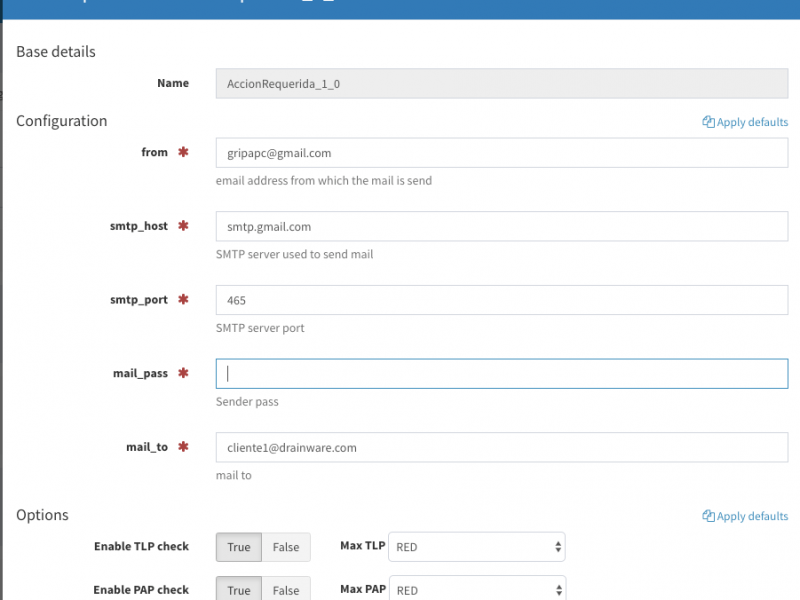 Base details
Name
AccionRequerida_1_0
Configuration
Apply defaults
from *
gripapc@gmail.com
email address from which the mail is send
smtp_host *
smtp.gmail.com
SMTP server used to send mail
smtp_port *
465
SMTP server port
mail_pass *
Sender pass
mail_to *
cliente1@drainware.com
mail to
Options
Apply defaults
Enable TLP check True False Max TLP RED
Enable PAP check True False Max PAP RED